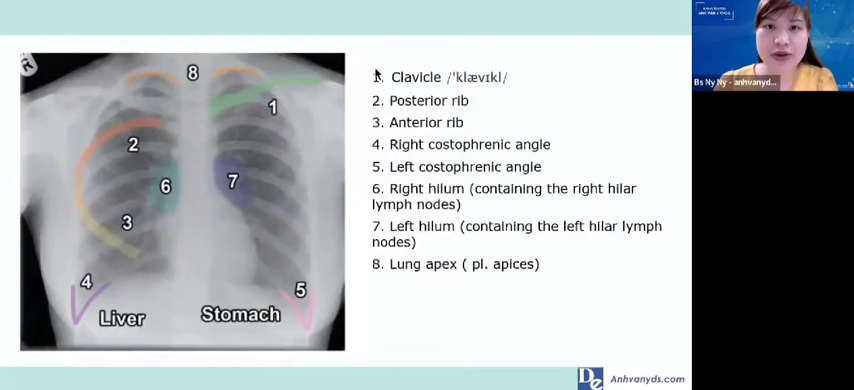 R
8
1
2
6
7
3
4
5
Liver
Stomach
1. Clavicle /ˈklævɪkl/
2. Posterior rib
3. Anterior rib
4. Right costophrenic angle
5. Left costophrenic angle
6. Right hilum (containing the right hilar
lymph nodes)
7. Left hilum (containing the left hilar lymph
nodes)
8. Lung apex ( pl. apices)
Bs Ny Ny - anhvanyd...
De
Anhvanyds.com